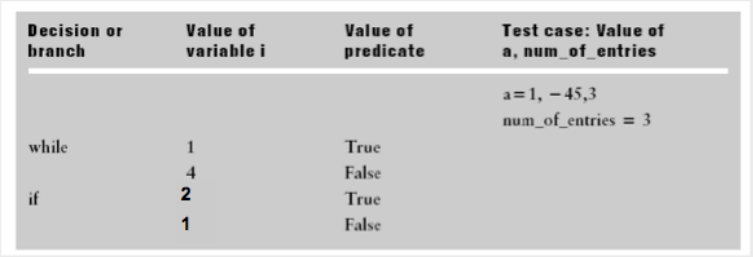 Decision or branch Value of variable i Value of predicate Test case: Value of a, num_of_entries
a=1, −45,3
num_of_entries = 3
while 1 True
4 False
if 2 True
1 False